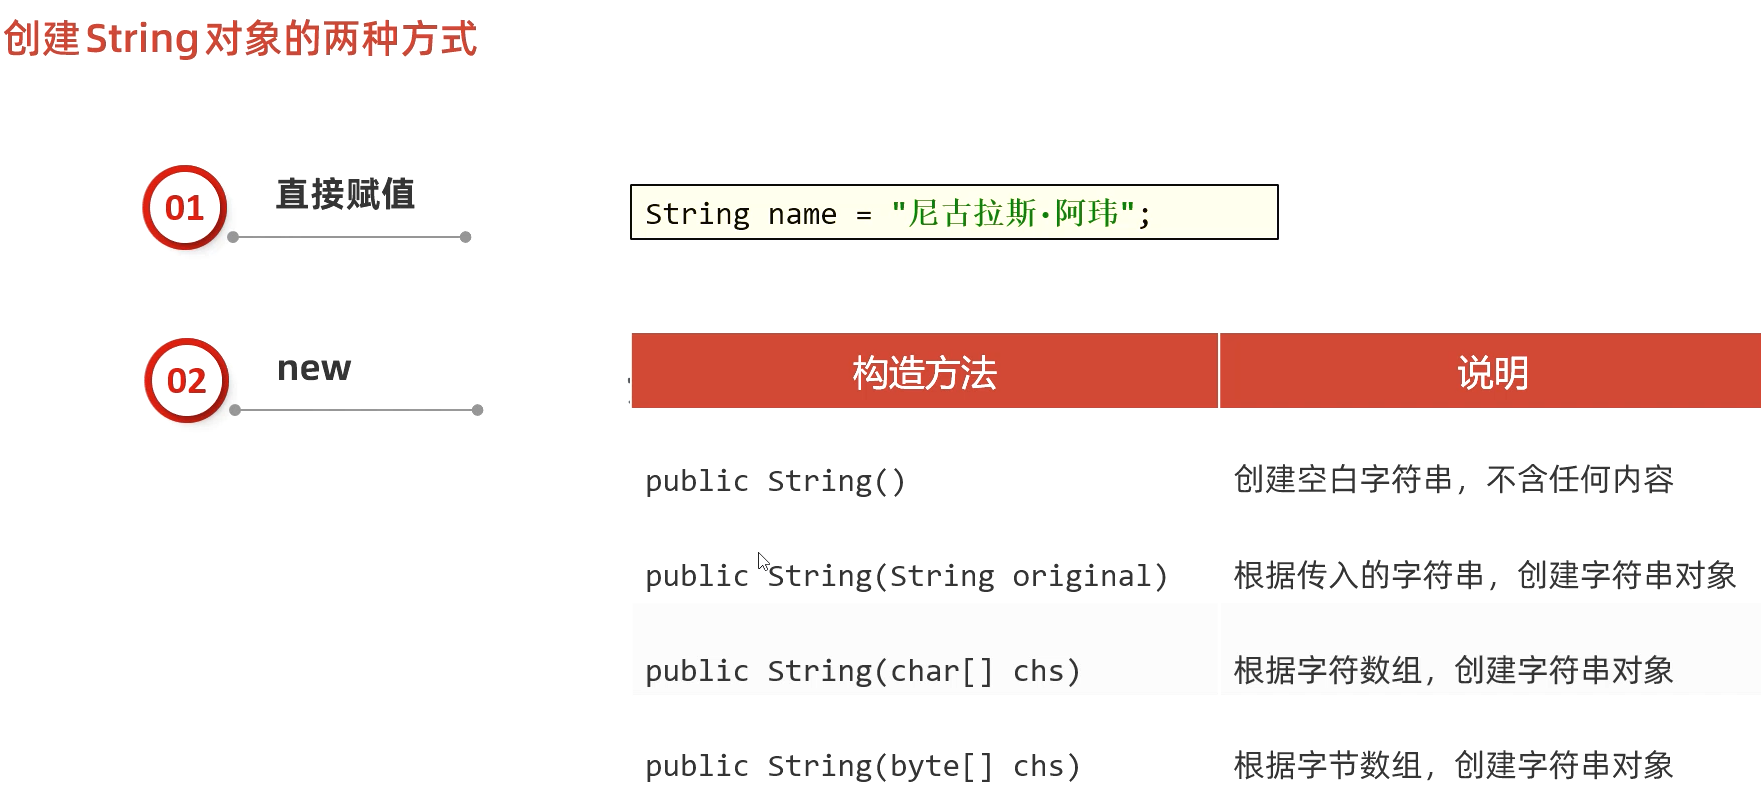 创建String对象的两种方式
01 直接赋值
String name = "尼古拉斯·阿玮";
02 new
构造方法 说明
public String() 创建空白字符串，不含任何内容
public String(String original) 根据传入的字符串，创建字符串对象
public String(char[] chs) 根据字符数组，创建字符串对象
public String(byte[] chs) 根据字节数组，创建字符串对象